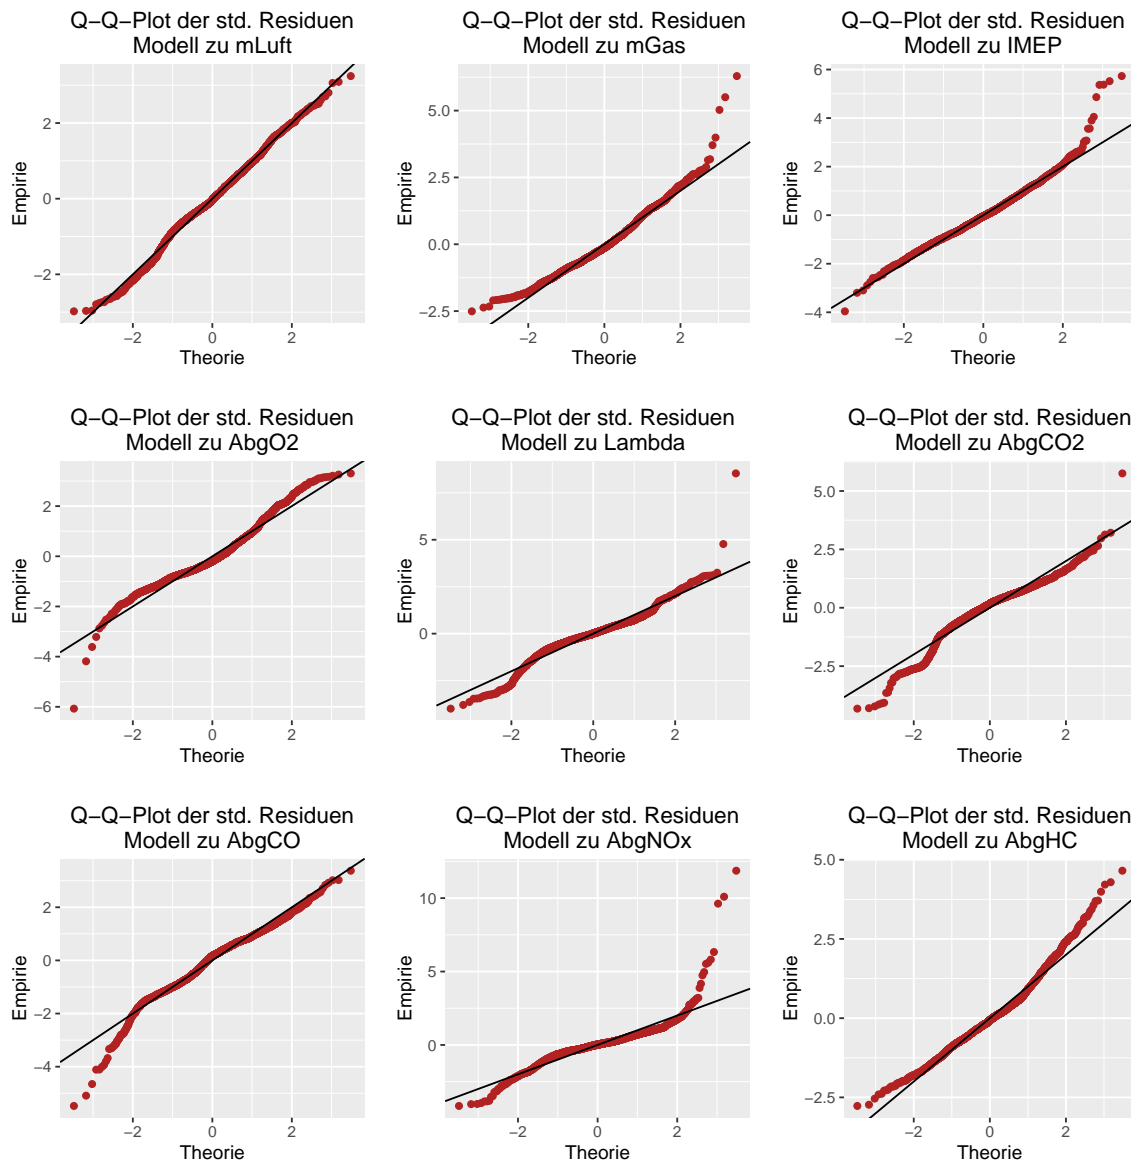 Q−Q−Plot der std. Residuen
Modell zu mLuft
2
0
−2
−2
0
2
Empirie
Theorie
Q−Q−Plot der std. Residuen
Modell zu mGas
5.0
2.5
0.0
−2.5
−2
0
2
Empirie
Theorie
Q−Q−Plot der std. Residuen
Modell zu IMEP
6
4
2
0
−2
−4
−2
0
2
Empirie
Theorie
Q−Q−Plot der std. Residuen
Modell zu AbgO2
2
0
−2
−4
−6
−2
0
2
Empirie
Theorie
Q−Q−Plot der std. Residuen
Modell zu Lambda
5
0
−2
0
2
Empirie
Theorie
Q−Q−Plot der std. Residuen
Modell zu AbgCO2
5.0
2.5
0.0
−2.5
−2
0
2
Empirie
Theorie
Q−Q−Plot der std. Residuen
Modell zu AbgCO
2
0
−2
−4
−2
0
2
Empirie
Theorie
Q−Q−Plot der std. Residuen
Modell zu AbgNOx
10
5
0
−2
0
2
Empirie
Theorie
Q−Q−Plot der std. Residuen
Modell zu AbgHC
5.0
2.5
0.0
−2.5
−2
0
2
Empirie
Theorie